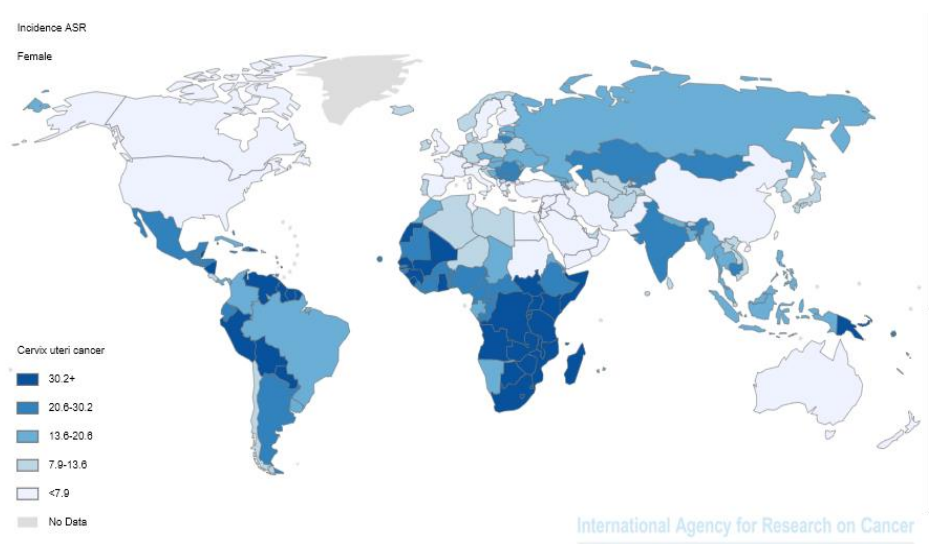 Incidence ASR
Female
Cervix uteri cancer
30.2+
20.6-30.2
13.6-20.6
7.9-13.6
<7.9
No Data
International Agency for Research on Cancer